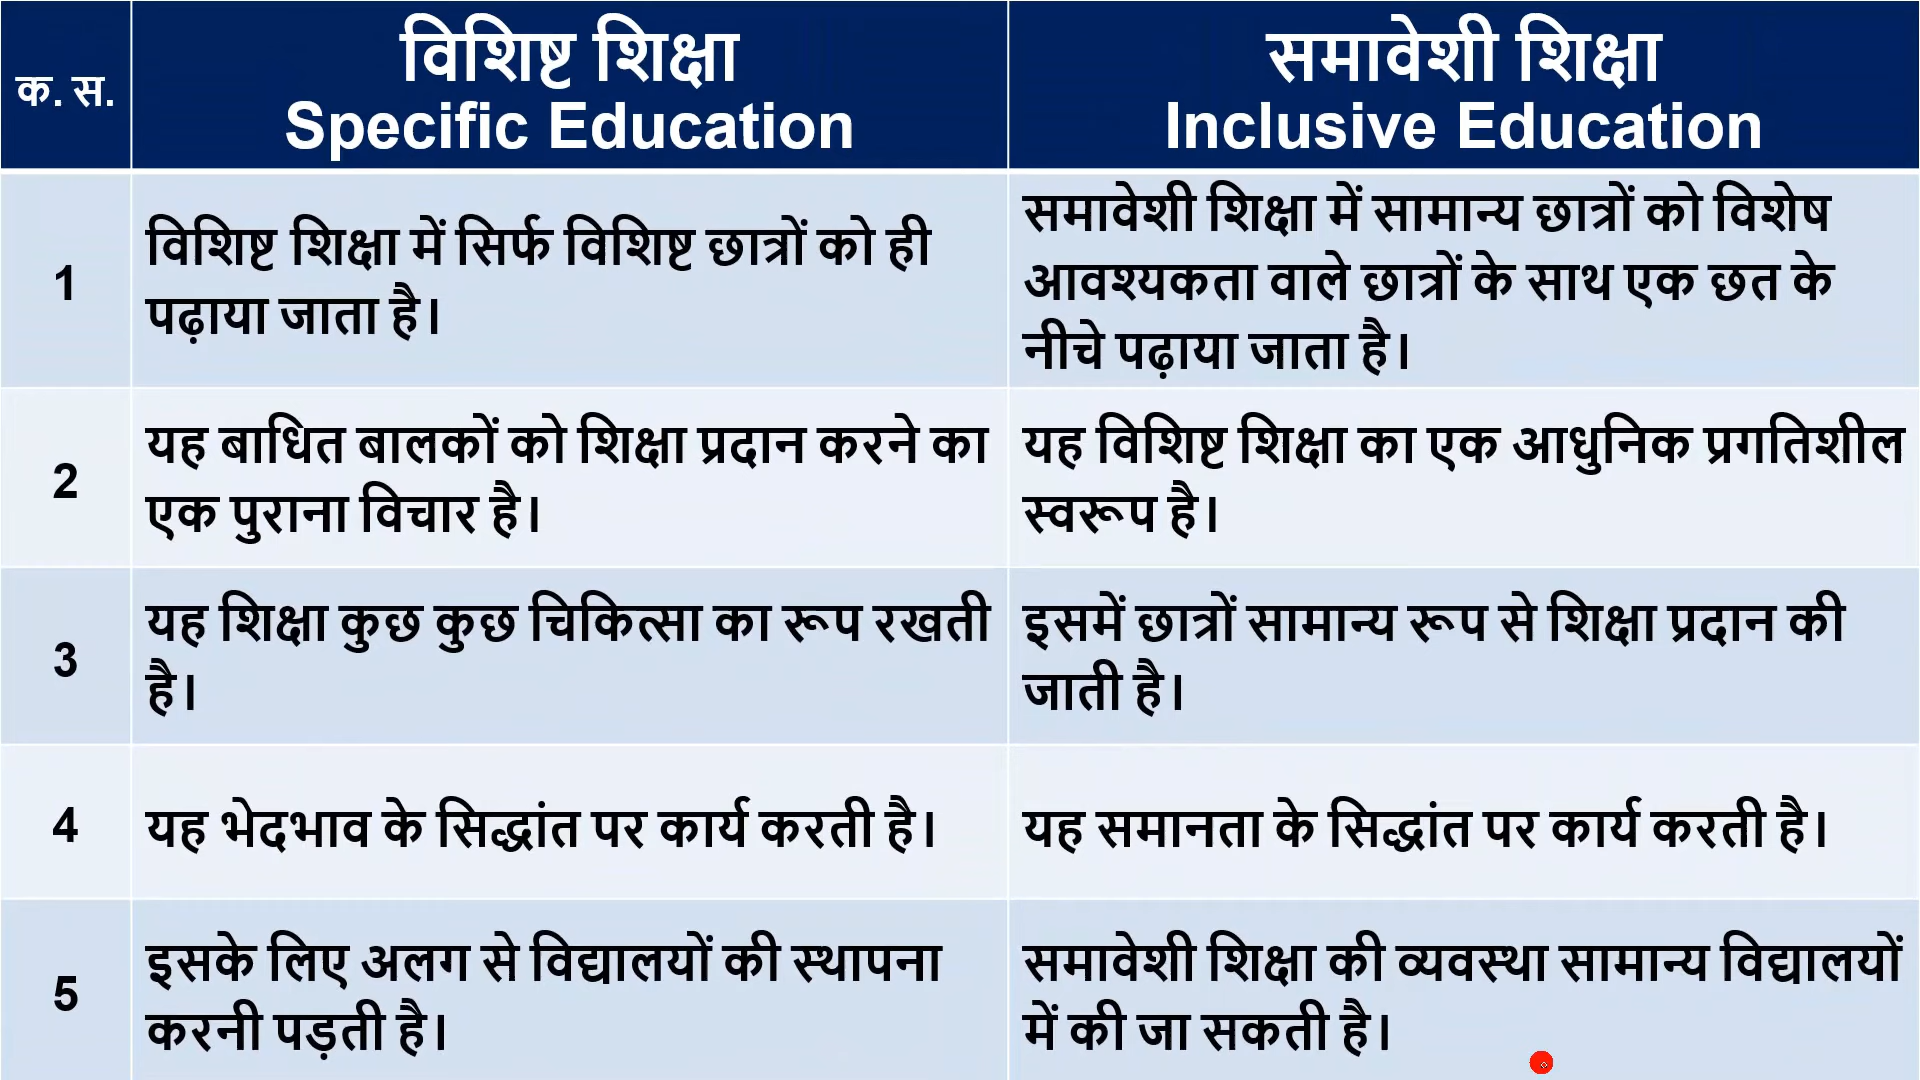 क. स.
विशिष्ट शिक्षा
Specific Education
समावेशी शिक्षा
Inclusive Education
1
विशिष्ट शिक्षा में सिर्फ विशिष्ट छात्रों को ही
पढ़ाया जाता है।
समावेशी शिक्षा में सामान्य छात्रों को विशेष
आवश्यकता वाले छात्रों के साथ एक छत के
नीचे पढ़ाया जाता है।
2
यह बाधित बालकों को शिक्षा प्रदान करने का
एक पुराना विचार है।
यह विशिष्ट शिक्षा का एक आधुनिक प्रगतिशील
स्वरूप है।
3
यह शिक्षा कुछ कुछ चिकित्सा का रूप रखती
है।
इसमें छात्रों सामान्य रूप से शिक्षा प्रदान की
जाती है।
4
यह भेदभाव के सिद्धांत पर कार्य करती है।
यह समानता के सिद्धांत पर कार्य करती है।
5
इसके लिए अलग से विद्यालयों की स्थापना
करनी पड़ती है।
समावेशी शिक्षा की व्यवस्था सामान्य विद्यालयों
में की जा सकती है।